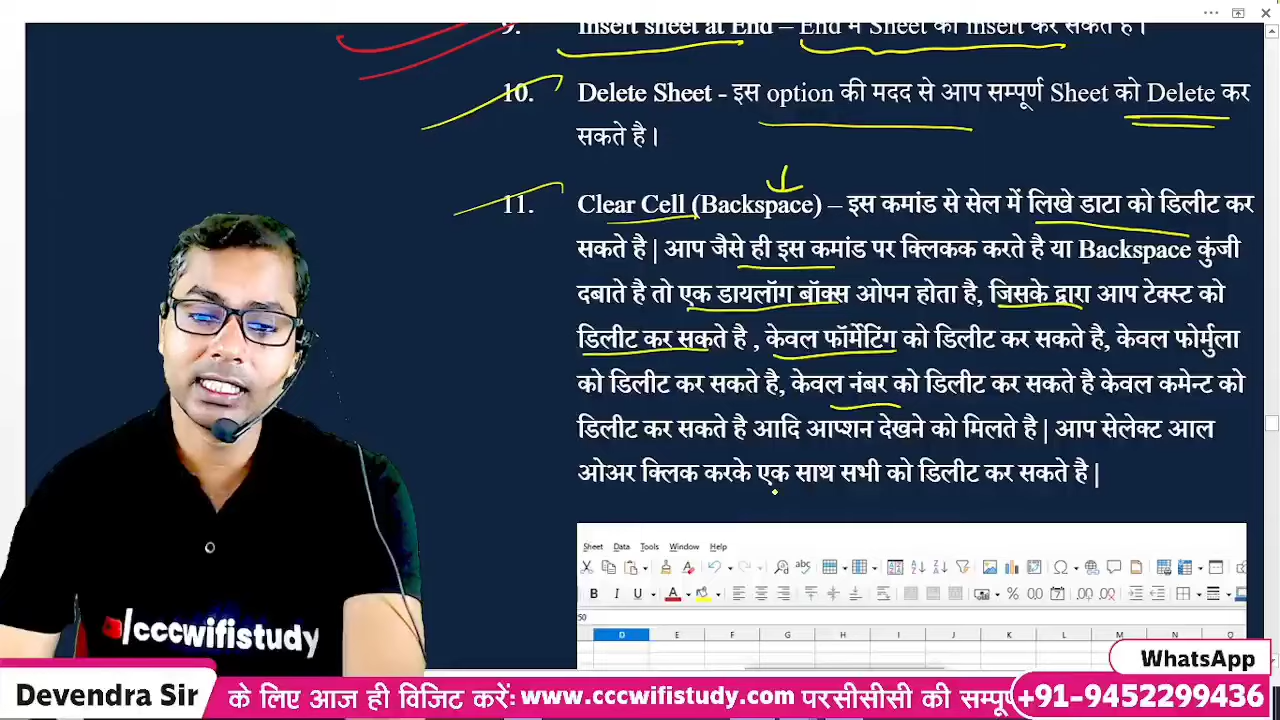 9. Insert sheet at End – End में Sheet को Insert कर सकते है।
10. Delete Sheet - इस option की मदद से आप सम्पूर्ण Sheet को Delete कर
सकते है।
11. Clear Cell (Backspace) – इस कमांड से सेल में लिखे डाटा को डिलीट कर
सकते है | आप जैसे ही इस कमांड पर क्लिकक करते है या Backspace कुंजी
दबाते है तो एक डायलॉग बॉक्स ओपन होता है, जिसके द्वारा आप टेक्स्ट को
डिलीट कर सकते है , केवल फॉर्मेटिंग को डिलीट कर सकते है, केवल फोर्मुला
को डिलीट कर सकते है, केवल नंबर को डिलीट कर सकते है केवल कमेन्ट को
डिलीट कर सकते है आदि आप्शन देखने को मिलते है | आप सेलेक्ट आल
ओअर क्लिक करके एक साथ सभी को डिलीट कर सकते है |
Sheet Data Tools Window Help
B I U
50
D E F G H I J K L M N O
/cccwifistudy
WhatsApp
Devendra Sir के लिए आज ही विजिट करें: www.cccwifistudy.com पर सीसीसी की सम्पूर्ण +91-9452299436